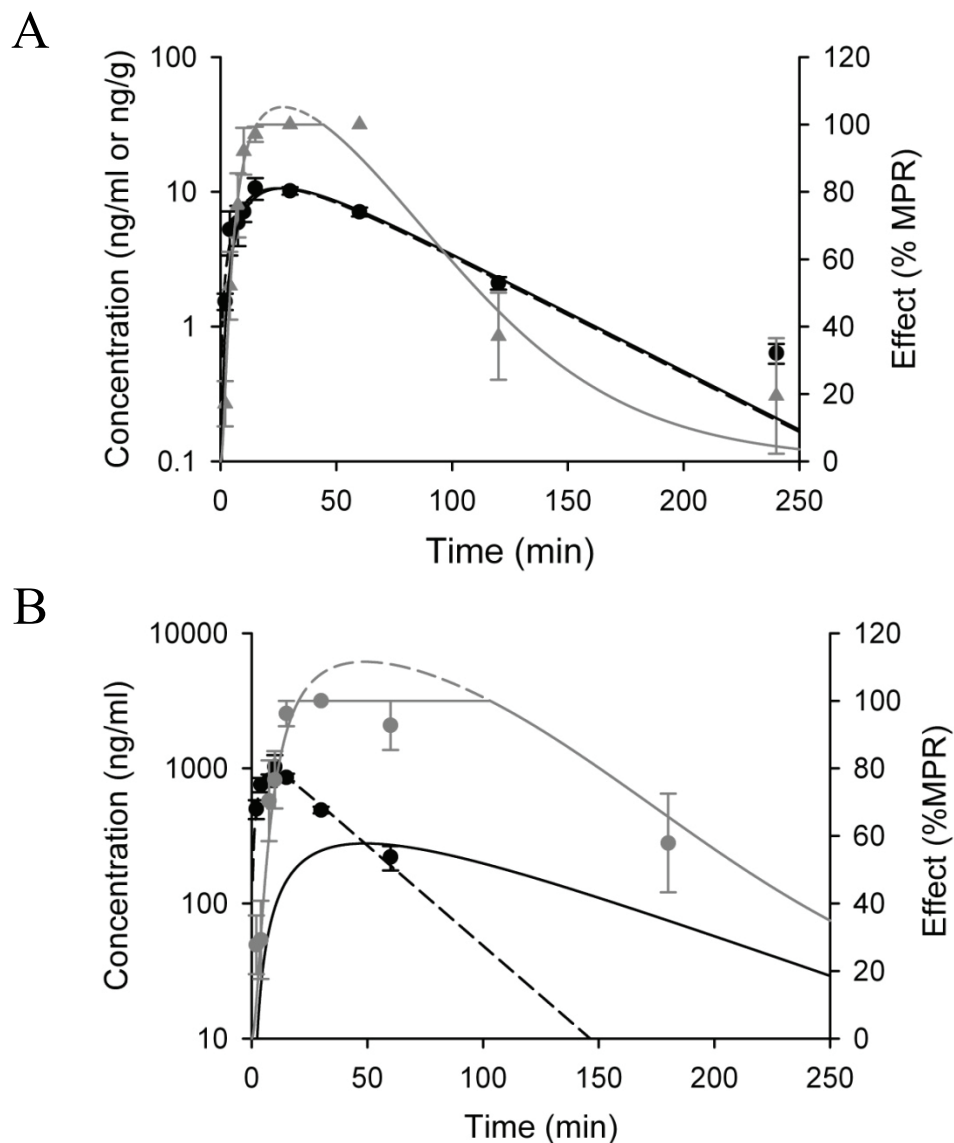 A
Concentration (ng/ml or ng/g)
100
10
1
0.1
120
100
80
60
40
20
0
Effect (% MPR)
0 50 100 150 200 250
Time (min)
B
Concentration (ng/ml)
10000
1000
100
10
120
100
80
60
40
20
0
Effect (%MPR)
0 50 100 150 200 250
Time (min)